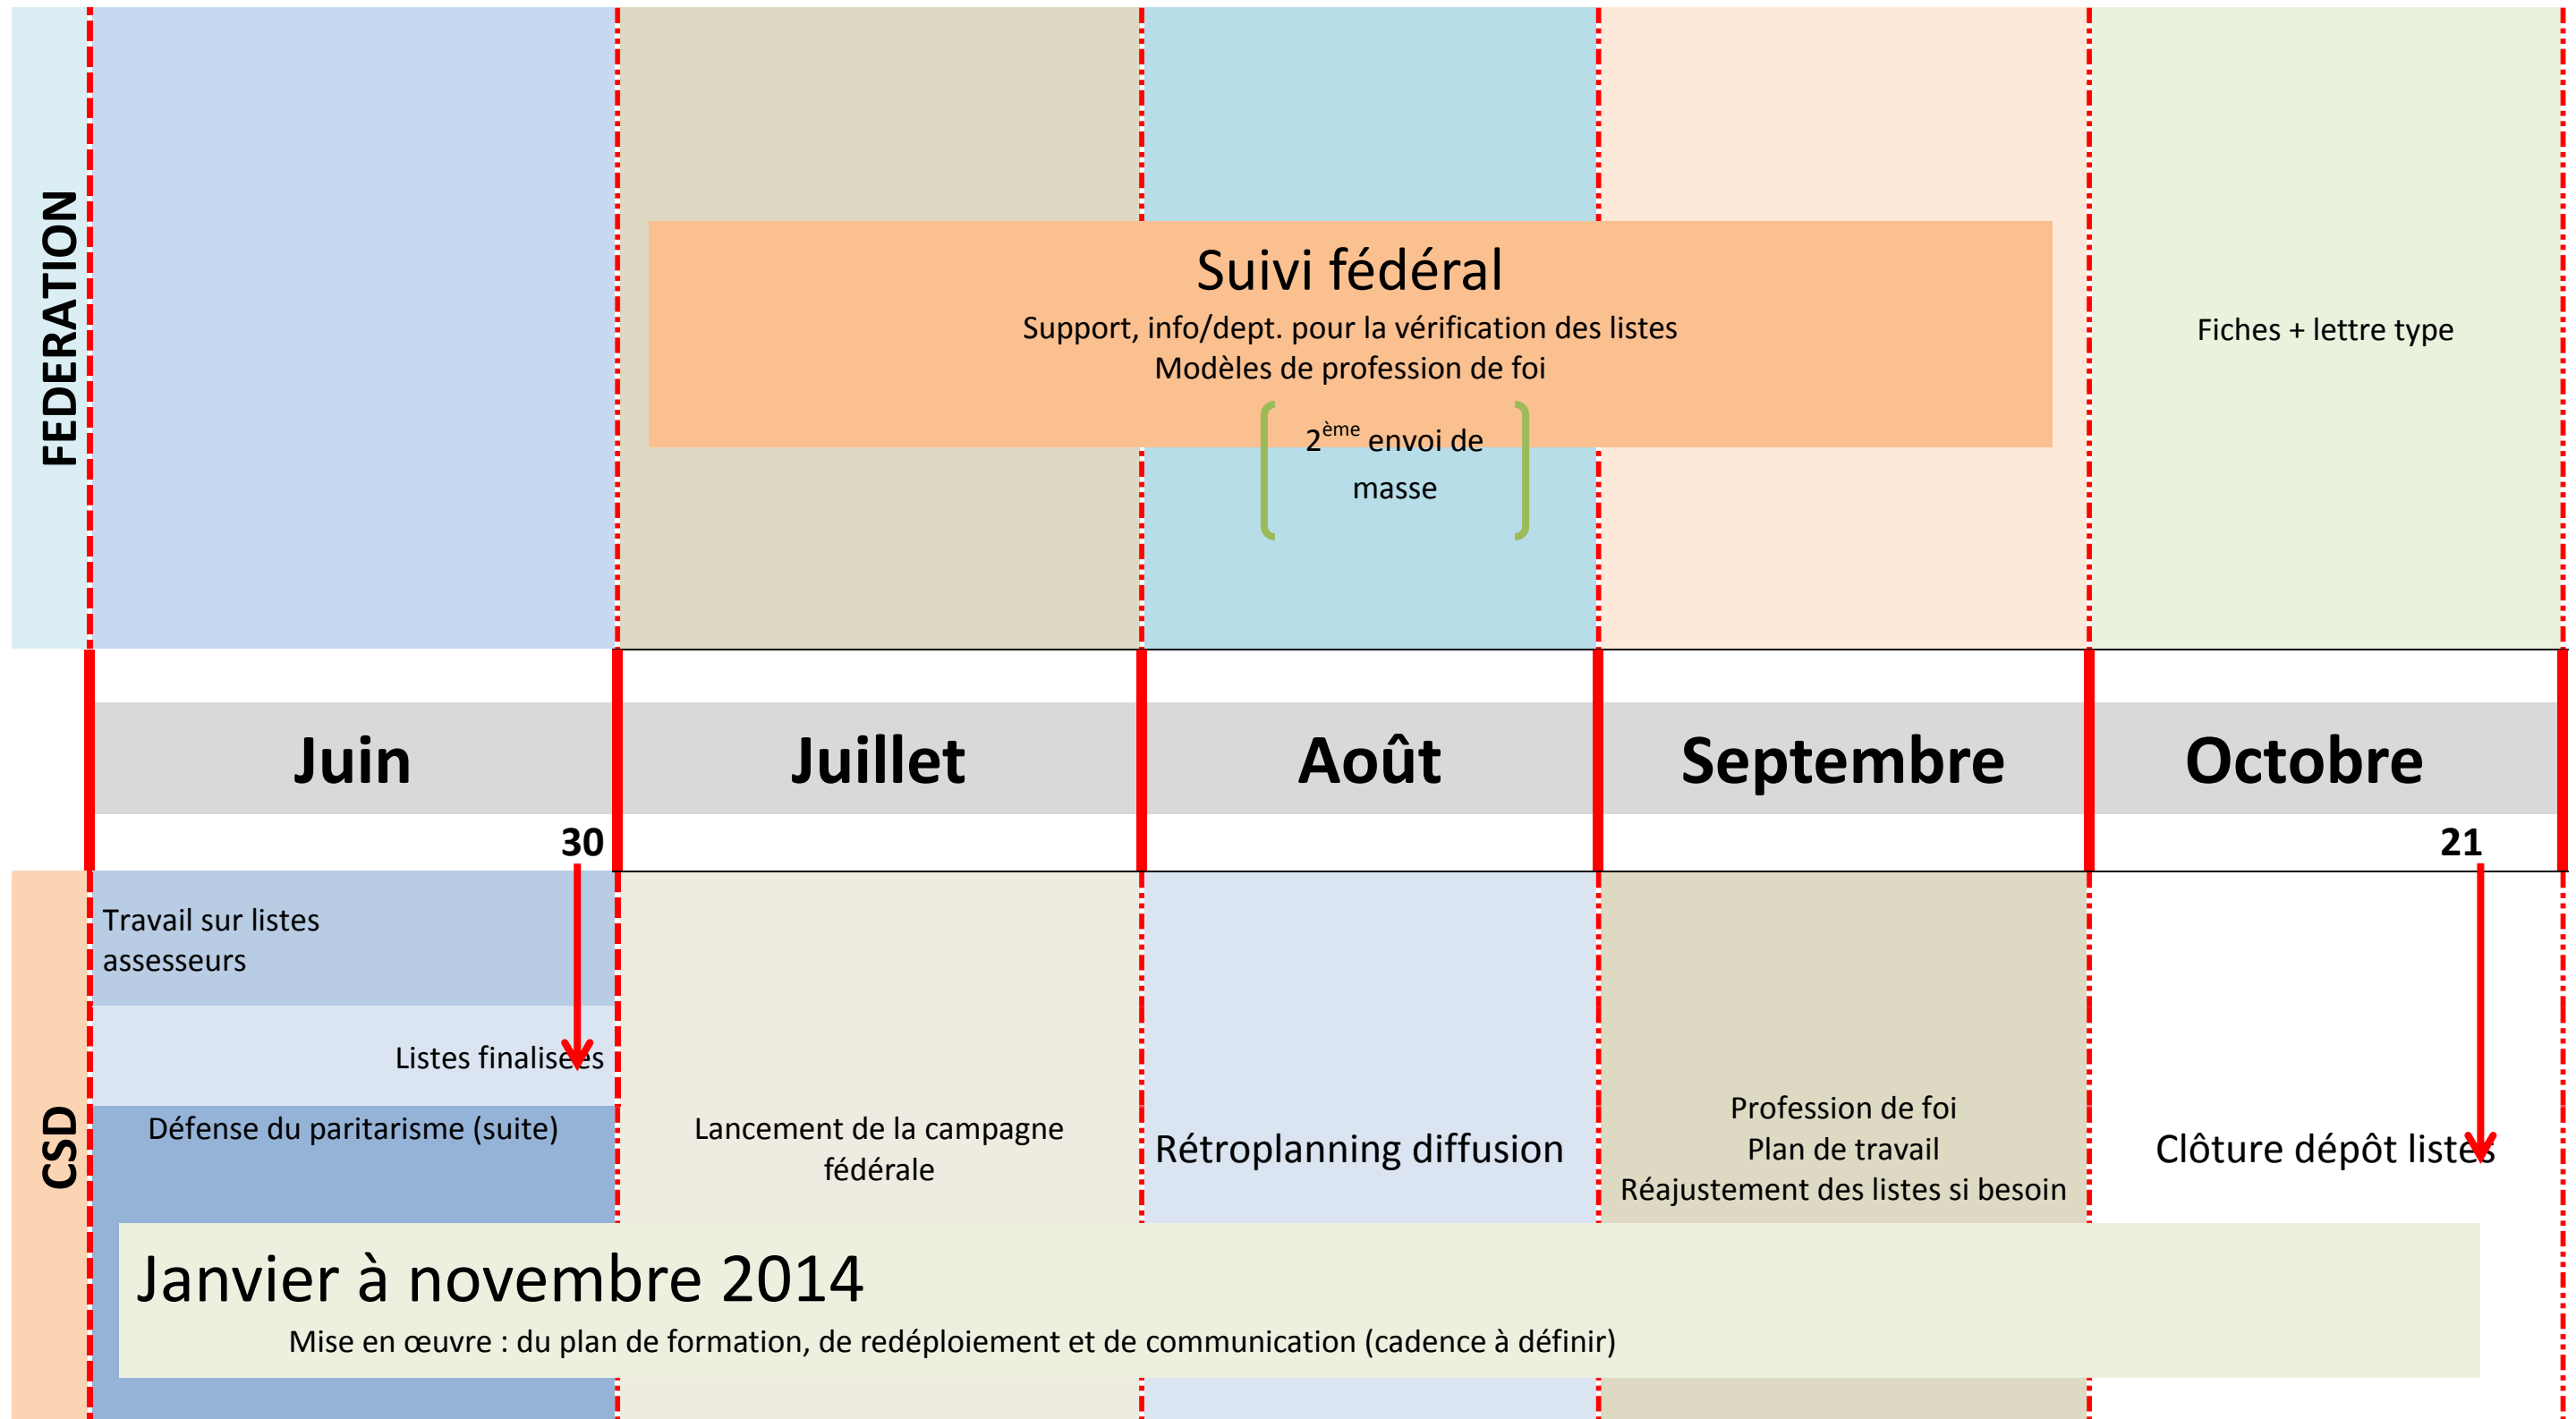 FEDERATION
Suivi fédéral
Support, info/dept. pour la vérification des listes
Modèles de profession de foi
2ème envoi de
masse
Fiches + lettre type
Juin
Juillet
Août
Septembre
Octobre
30
21
CSD
Travail sur listes
assesseurs
Listes finalisées
Défense du paritarisme (suite)
Lancement de la campagne
fédérale
Rétroplanning diffusion
Profession de foi
Plan de travail
Réajustement des listes si besoin
Clôture dépôt listes
Janvier à novembre 2014
Mise en œuvre : du plan de formation, de redéploiement et de communication (cadence à définir)